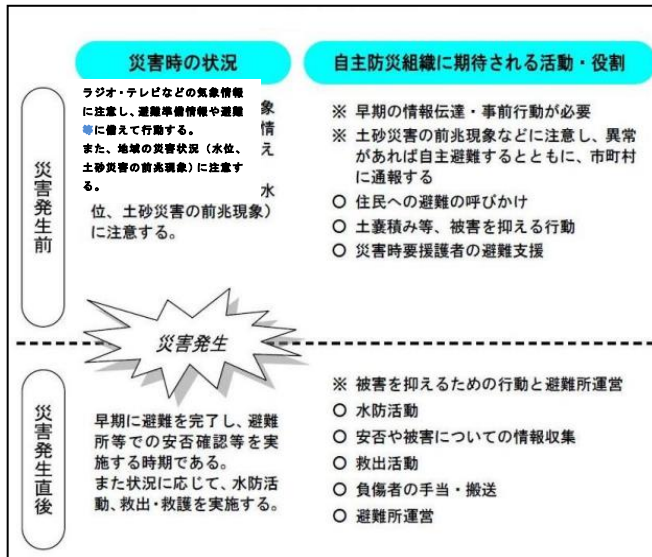 災害時の状況
自主防災組織に期待される活動・役割
災害発生前
ラジオ・テレビなどの気象情報
に注意し、避難準備情報や避難
等に備えて行動する。
また、地域の災害状況（水位、
土砂災害の前兆現象）に注意す
る。
象
情
え
水
位、土砂災害の前兆現象）
に注意する。
※ 早期の情報伝達・事前行動が必要
※ 土砂災害の前兆現象などに注意し、異常
があれば自主避難するとともに、市町村
に通報する
○ 住民への避難の呼びかけ
○ 土嚢積み等、被害を抑える行動
○ 災害時要援護者の避難支援
災害発生
災害発生直後
早期に避難を完了し、避難
所等での安否確認等を実
施する時期である。
また状況に応じて、水防活
動、救出・救護を実施する。
※ 被害を抑えるための行動と避難所運営
○ 水防活動
○ 安否や被害についての情報収集
○ 救出活動
○ 負傷者の手当・搬送
○ 避難所運営